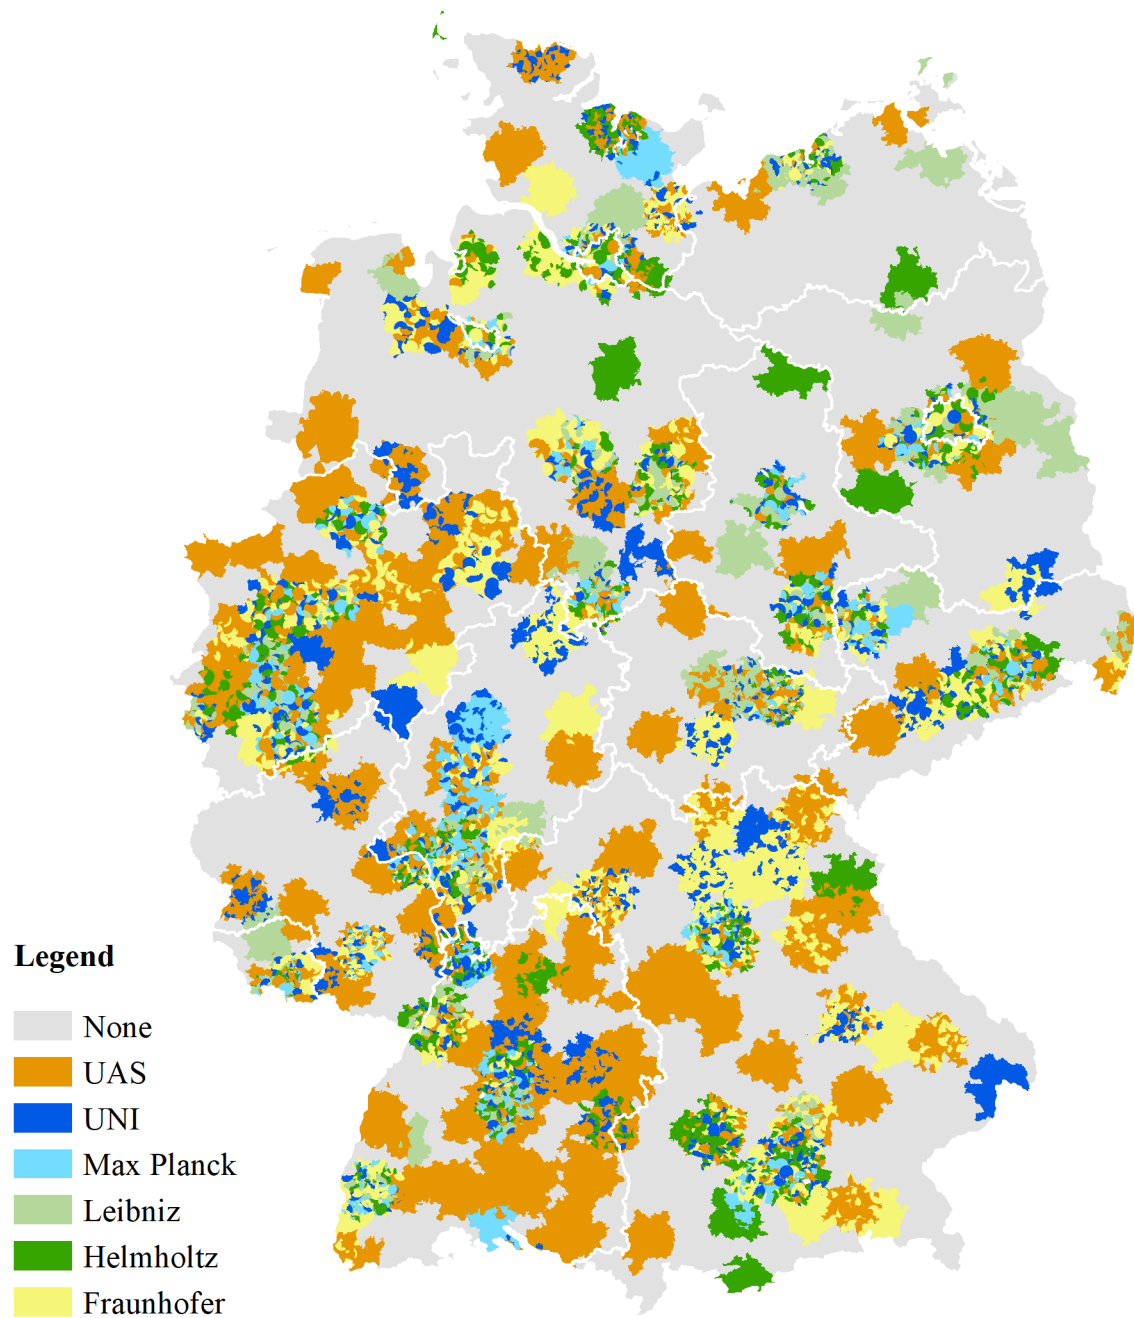 Legend
None
UAS
UNI
Max Planck
Leibniz
Helmholtz
Fraunhofer